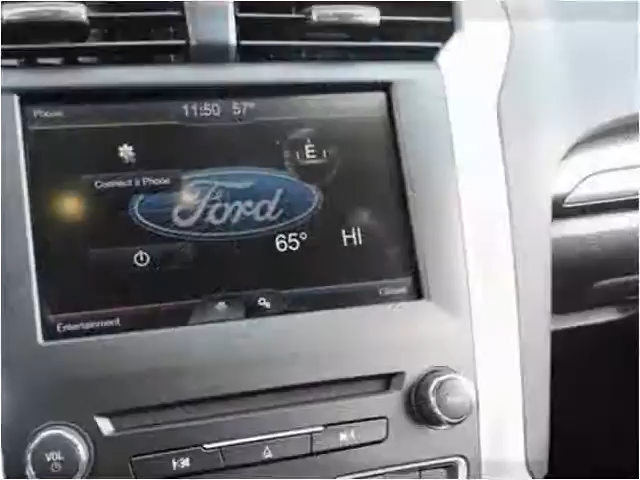 Phone 11:50 57°
E
Connect a Phone
Ford
65° HI
Entertainment Climate
VOL